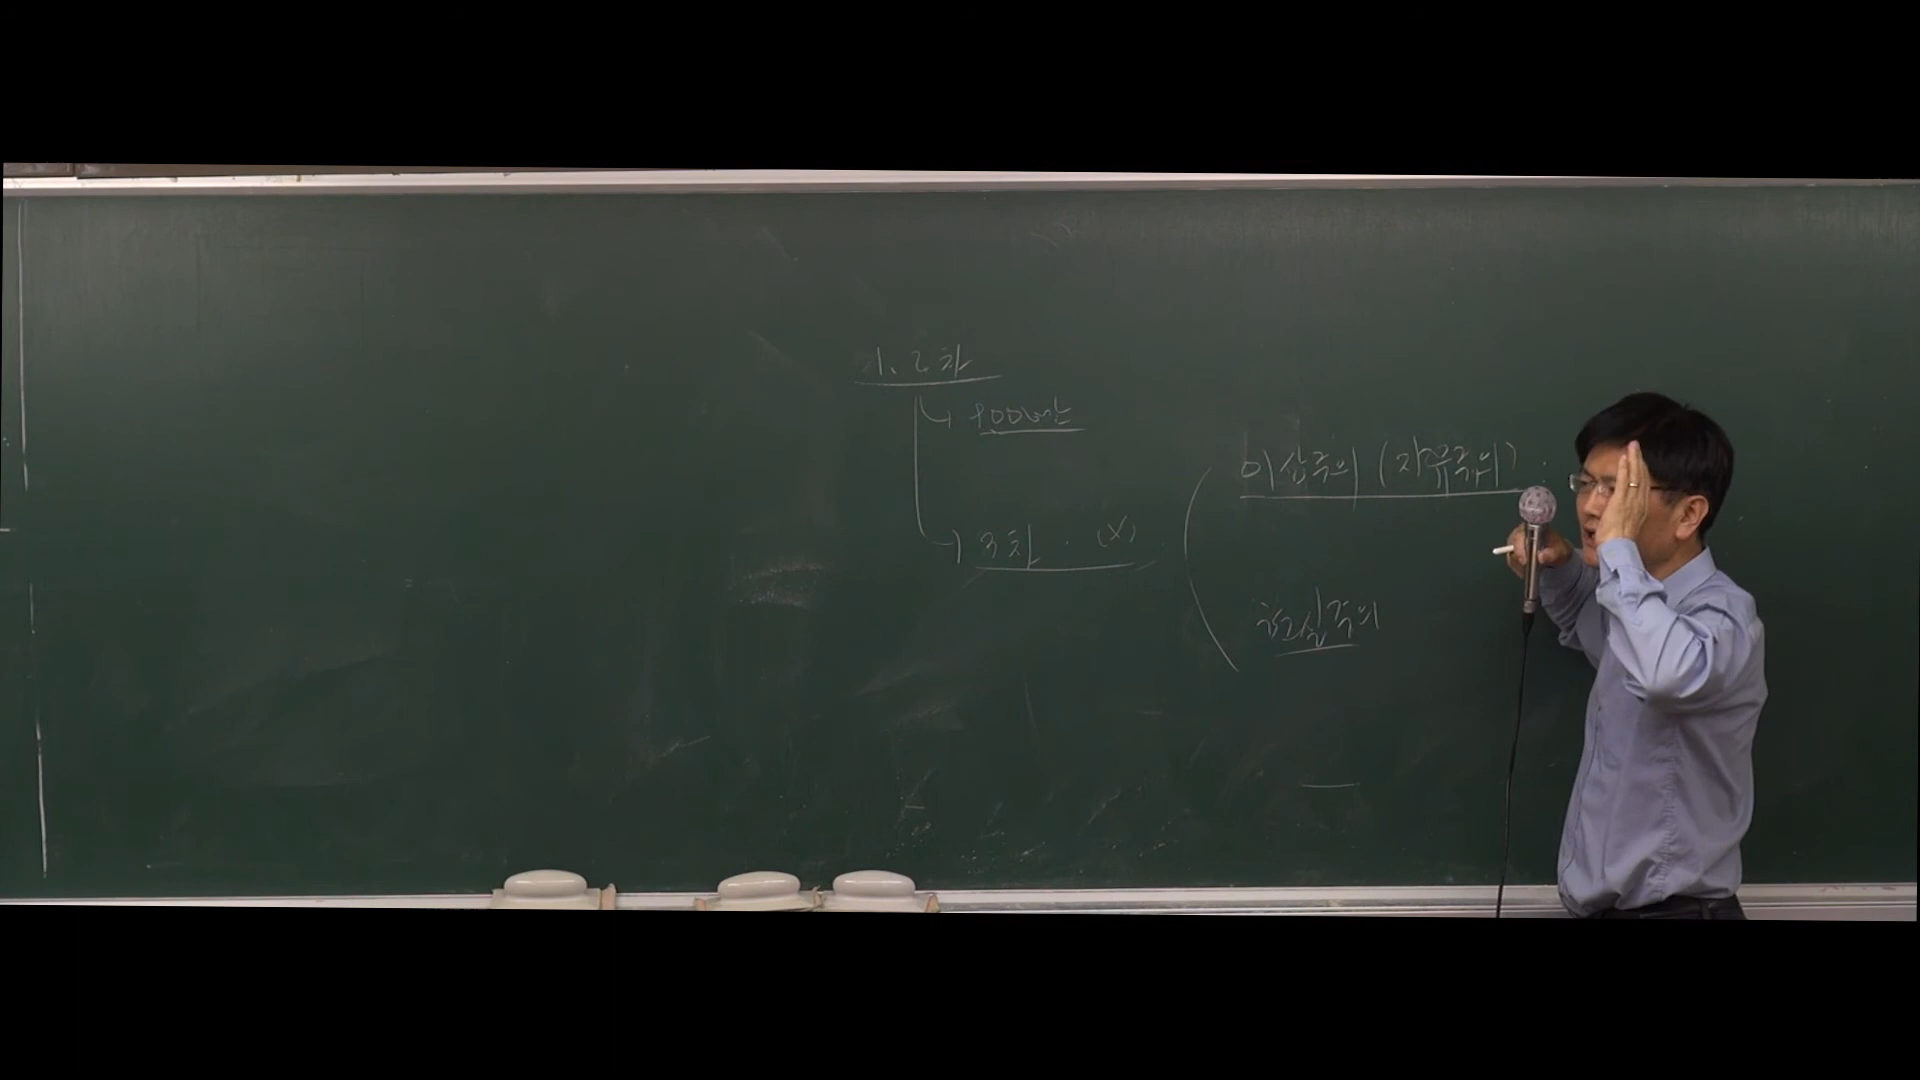 1, 2차
9000만
3차 . (X)
이상주의 (자유주의) :
현실주의